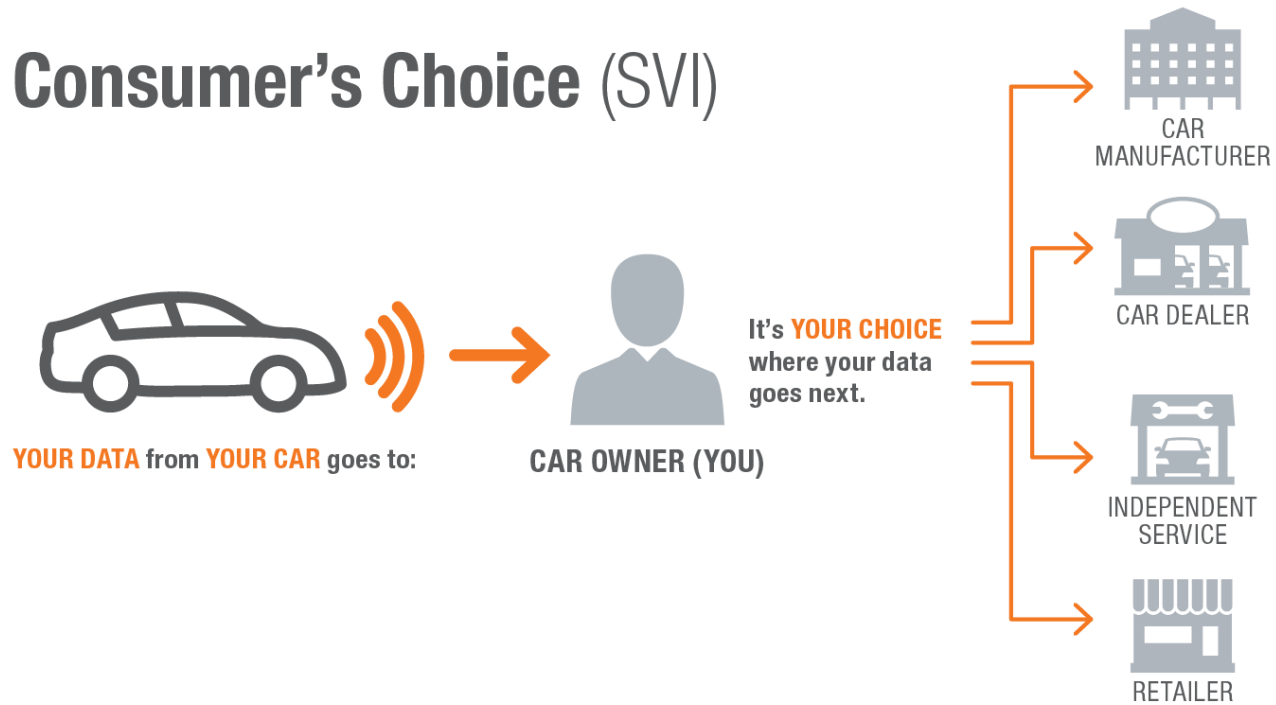 Consumer's Choice (SVI)
YOUR DATA from YOUR CAR goes to:
CAR OWNER (YOU)
It's YOUR CHOICE
where your data
goes next.
CAR
MANUFACTURER
CAR DEALER
INDEPENDENT
SERVICE
RETAILER